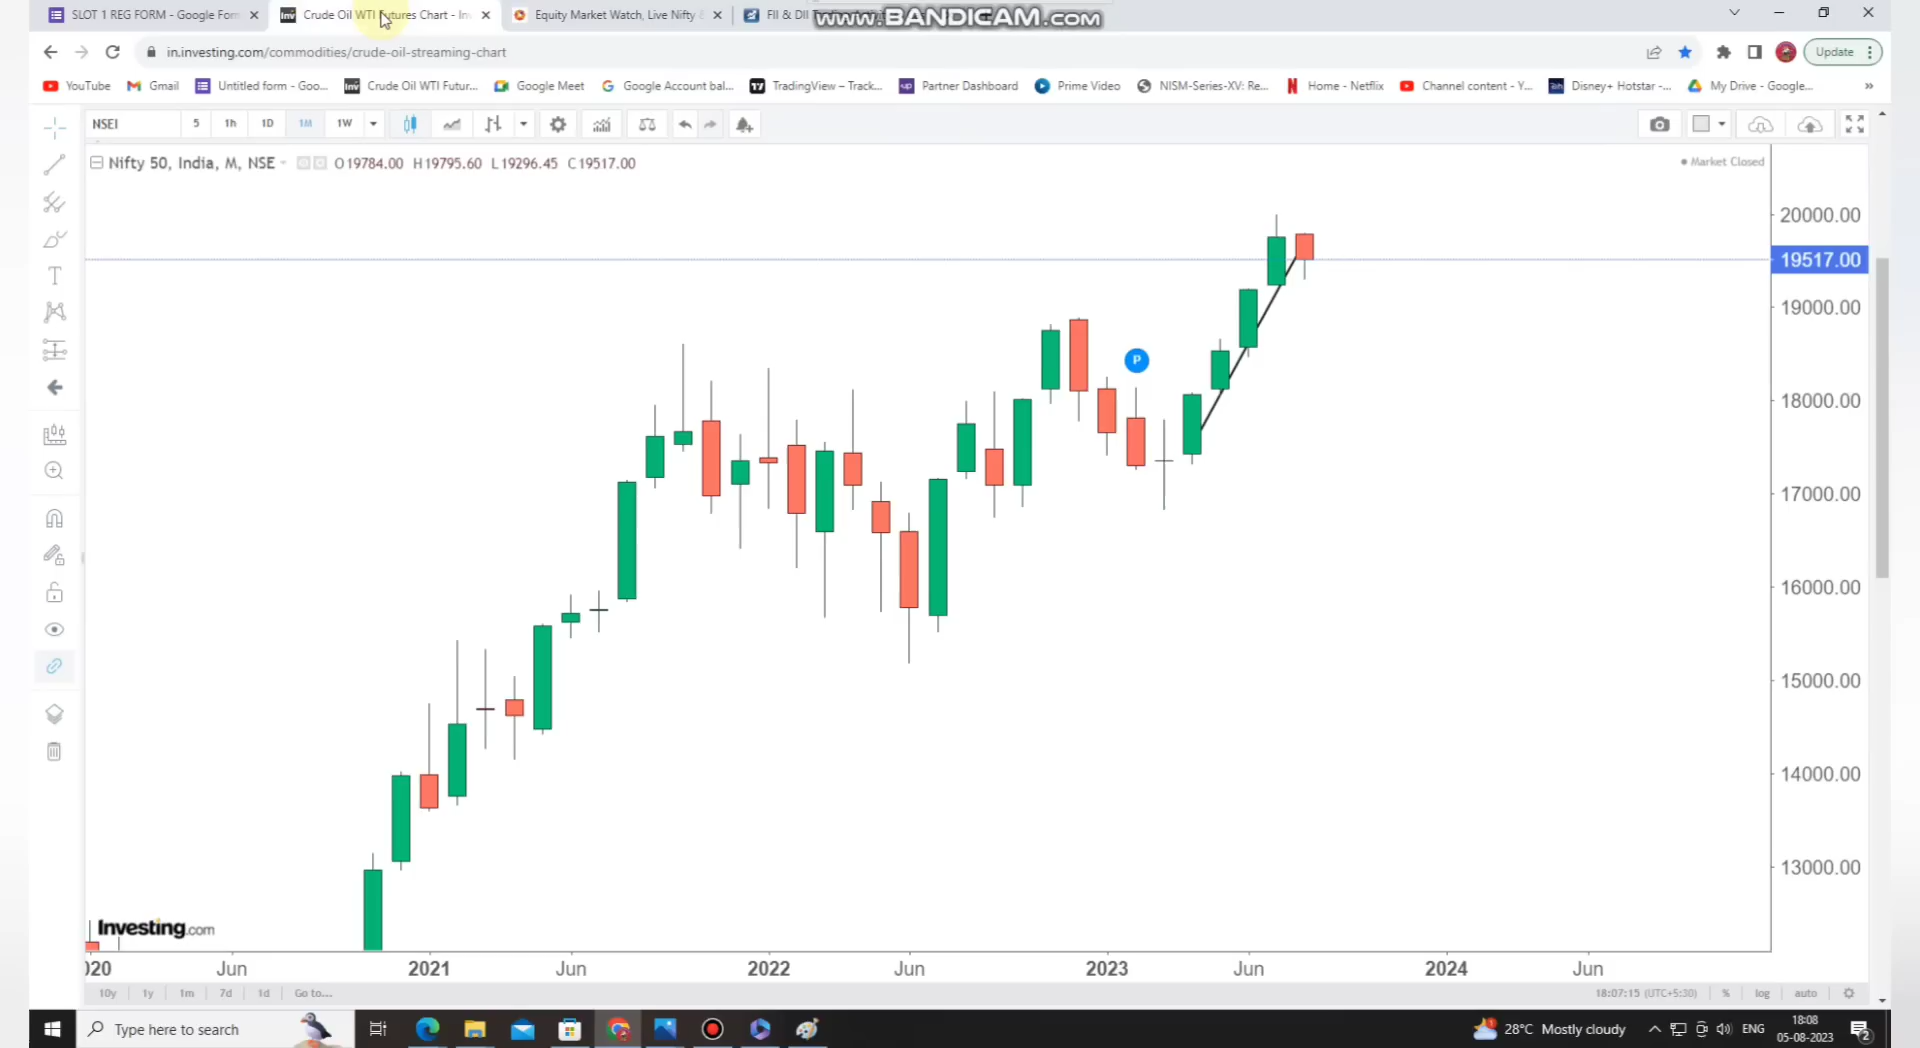 SLOT 1 REG FORM - Google For
Crude Oil WTI Futures Chart - In
Equity Market Watch, Live Nifty
FII & DII
www.BANDICAM.com
in.investing.com/commodities/crude-oil-streaming-chart
Update
YouTube
Gmail
Untitled form - Goo...
Crude Oil WTI Futur...
Google Meet
Google Account bal...
TradingView – Track...
Partner Dashboard
Prime Video
NISM-Series-XV: Re...
Home - Netflix
Channel content - Y...
Disney+ Hotstar -...
My Drive - Google...
NSEI 5 1h 1D 1M 1W
Nifty 50, India, M, NSE O19784.00 H19795.60 L19296.45 C19517.00
Market Closed
20000.00
19517.00
19000.00
P
18000.00
17000.00
16000.00
15000.00
14000.00
13000.00
Investing.com
2020 Jun 2021 Jun 2022 Jun 2023 Jun 2024 Jun
10y 1y 1m 7d 1d Go to...
18:07:15 (UTC+5:30) % log auto
Type here to search
28°C Mostly cloudy
ENG
18:08
05-08-2023
2